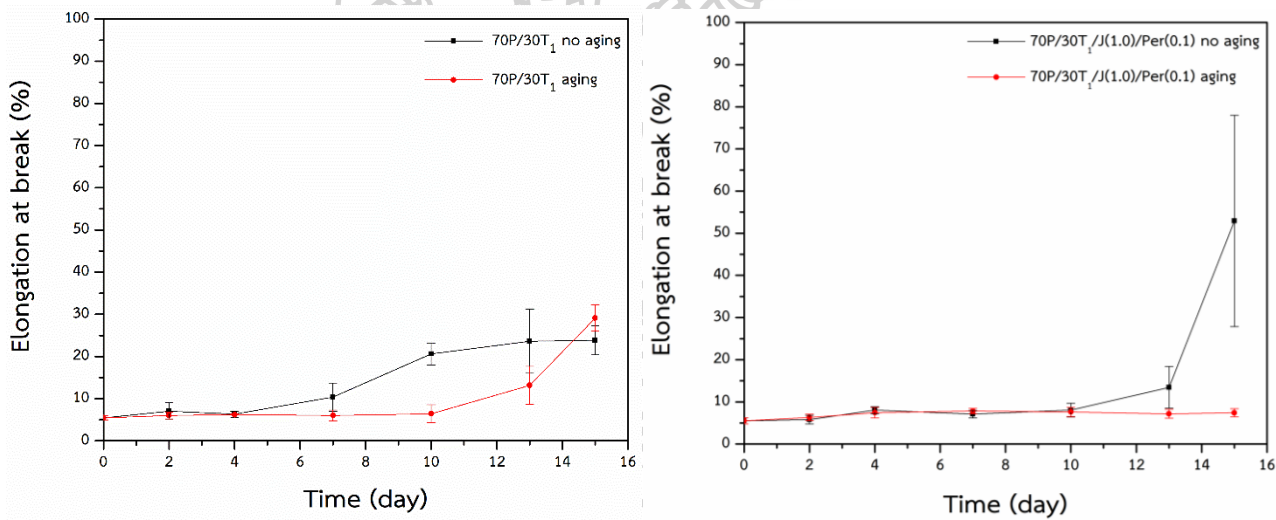 100
90
80
70
60
50
40
30
20
10
0
0 2 4 6 8 10 12 14 16
Elongation at break (%)
Time (day)
70P/30T₁ no aging
70P/30T₁ aging
100
90
80
70
60
50
40
30
20
10
0
0 2 4 6 8 10 12 14 16
Elongation at break (%)
Time (day)
70P/30T₁/J(1.0)/Per(0.1) no aging
70P/30T₁/J(1.0)/Per(0.1) aging